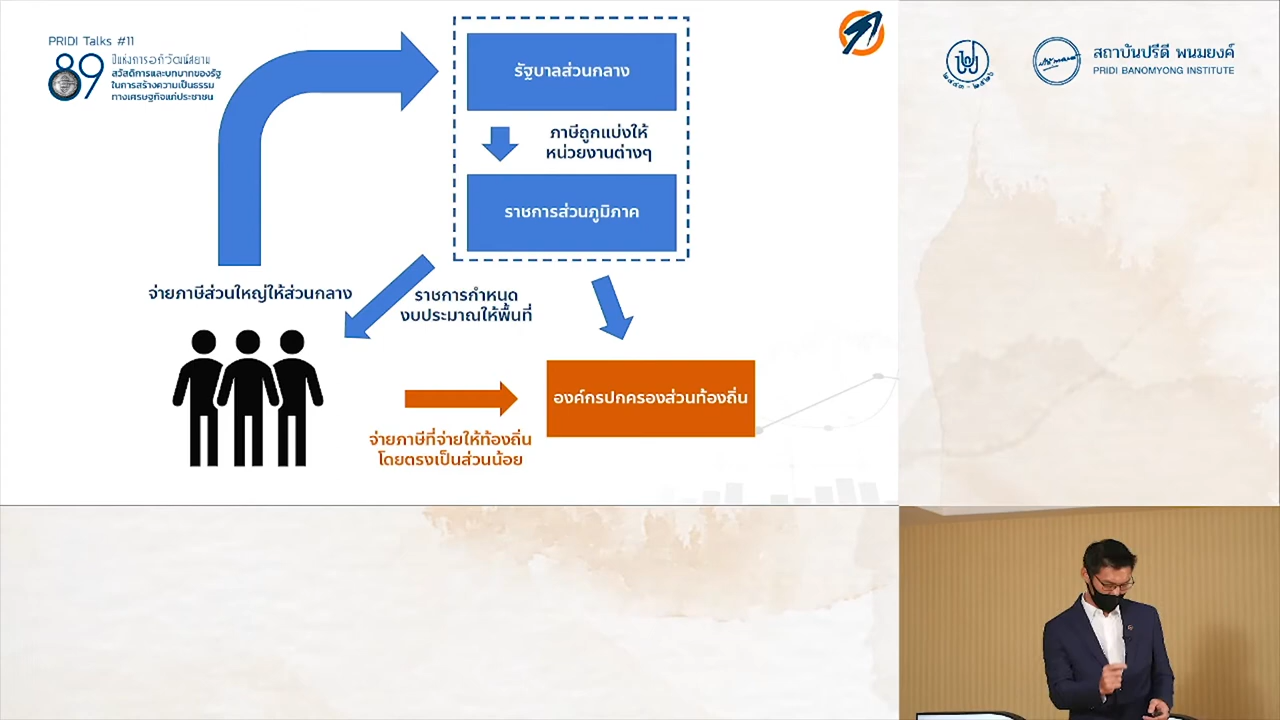 PRIDI Talks #11
89
ปีแห่งการอภิวัฒน์สยาม
สวัสดิการและบทบาทของรัฐ
ในการสร้างความเป็นธรรม
ทางเศรษฐกิจแก่ประชาชน
รัฐบาลส่วนกลาง
ภาษีถูกแบ่งให้
หน่วยงานต่างๆ
ราชการส่วนภูมิภาค
จ่ายภาษีส่วนใหญ่ให้ส่วนกลาง
ราชการกำหนด
งบประมาณให้พื้นที่
องค์กรปกครองส่วนท้องถิ่น
จ่ายภาษีที่จ่ายให้ท้องถิ่น
โดยตรงเป็นส่วนน้อย
๒๔๔๓ - ๒๕๒๖
สถาบันปรีดี พนมยงค์
PRIDI BANOMYONG INSTITUTE